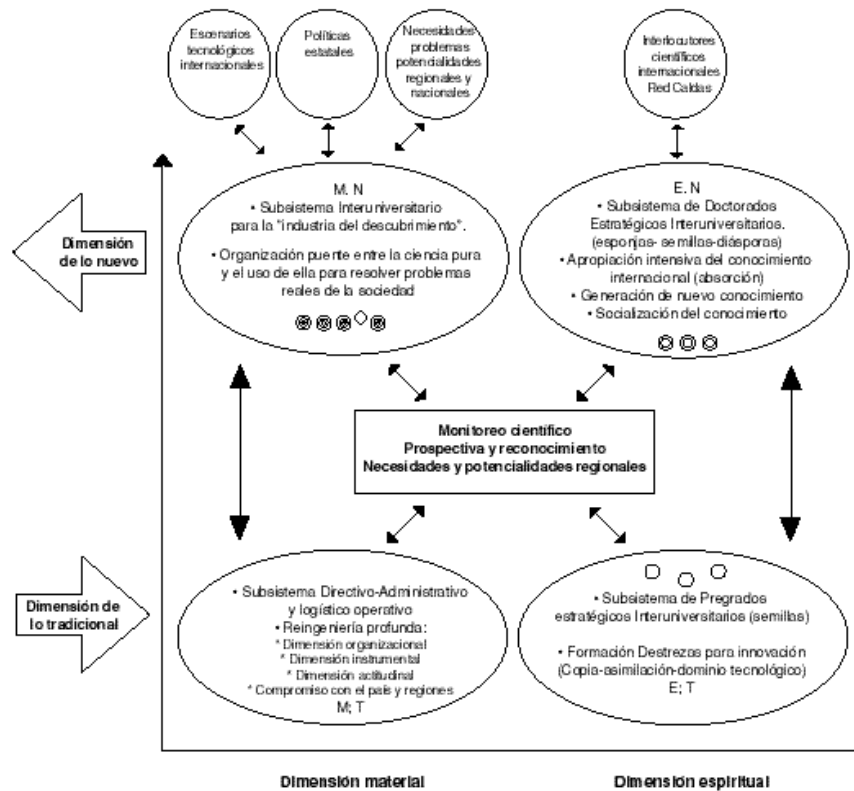 Escenarios
tecnológicos
internacionales
Políticas
estatales
Necesidades
problemas
potencialidades
regionales y
nacionales
Interlocutores
científicos
internacionales
Red Caldas
Dimensión
de lo nuevo
M. N
• Subsistema Interuniversitario
para la "industria del descubrimiento".
• Organización puente entre la ciencia pura
y el uso de ella para resolver problemas
reales de la sociedad
E. N
• Subsistema de Doctorados
Estratégicos Interuniversitarios.
(esponjas- semillas-diásporas)
• Apropiación intensiva del conocimiento
internacional (absorción)
• Generación de nuevo conocimiento
• Socialización del conocimiento
Monitoreo científico
Prospectiva y reconocimiento
Necesidades y potencialidades regionales
Dimensión de
lo tradicional
• Subsistema Directivo-Administrativo
y logístico operativo
• Reingeniería profunda:
* Dimensión organizacional
* Dimensión instrumental
* Dimensión actitudinal
* Compromiso con el país y regiones
M; T
• Subsistema de Pregrados
estratégicos Interuniversitarios (semillas)
• Formación Destrezas para innovación
(Copia-asimilación-dominio tecnológico)
E; T
Dimensión material
Dimensión espiritual